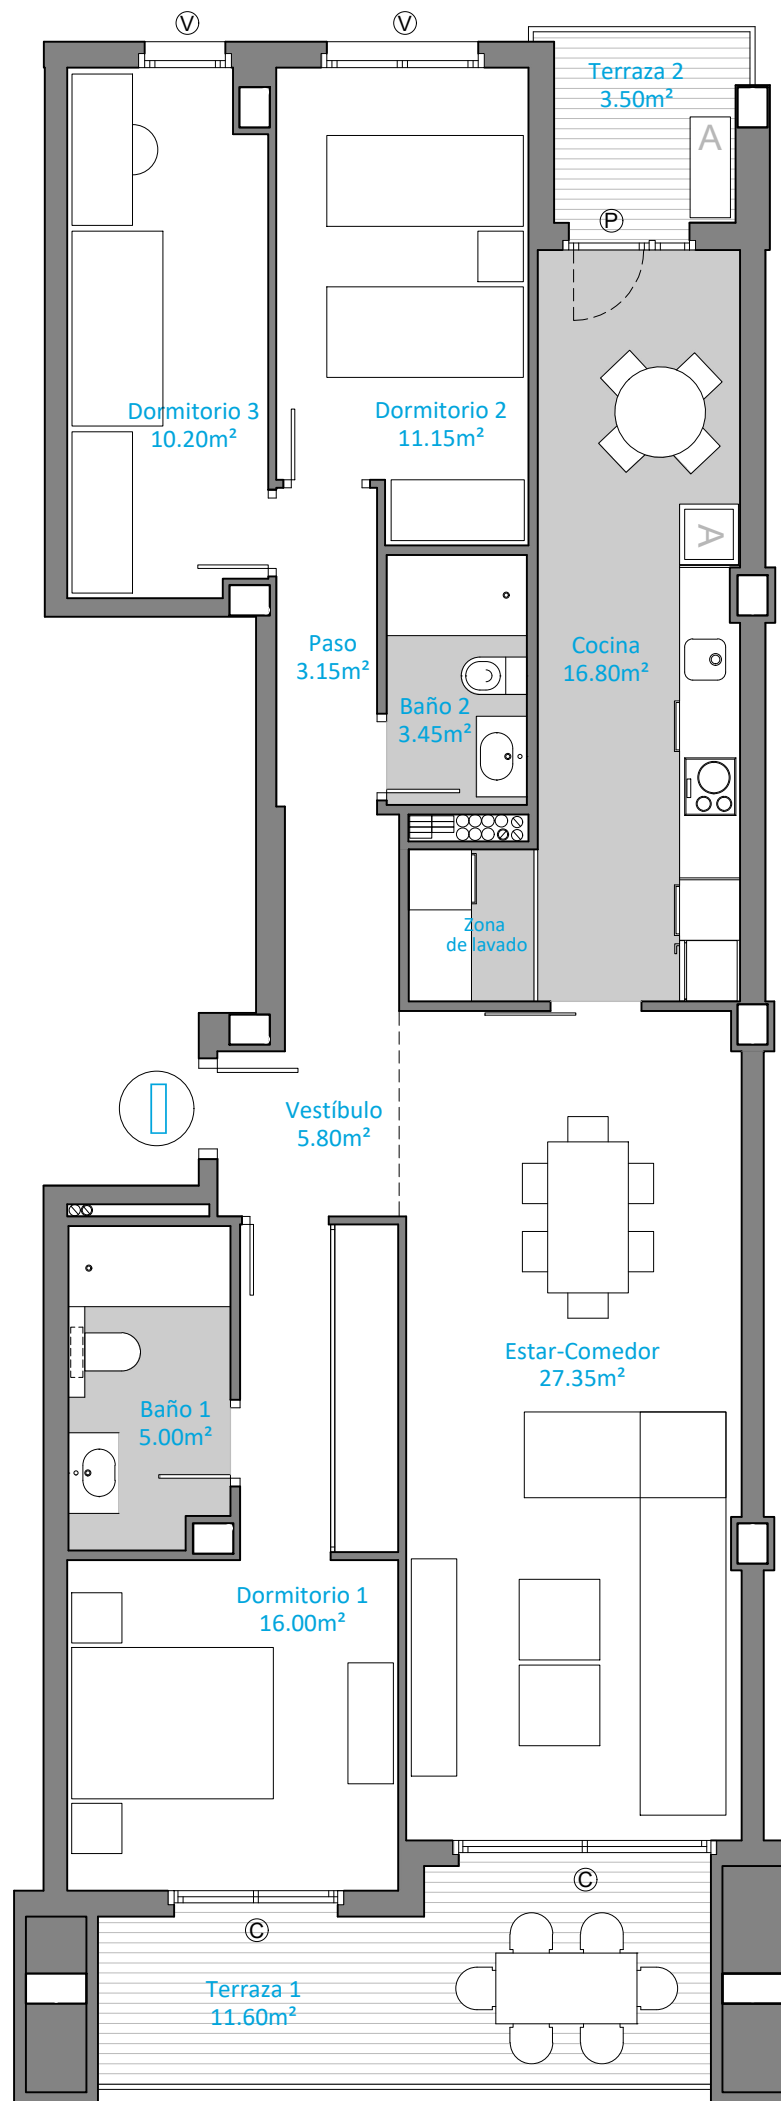 V
V
Terraza 2
3.50m²
A
P
Dormitorio 3
10.20m²
Dormitorio 2
11.15m²
A
Paso
3.15m²
Cocina
16.80m²
Baño 2
3.45m²
Zona
de lavado
Vestíbulo
5.80m²
Estar-Comedor
27.35m²
Baño 1
5.00m²
Dormitorio 1
16.00m²
C
C
Terraza 1
11.60m²